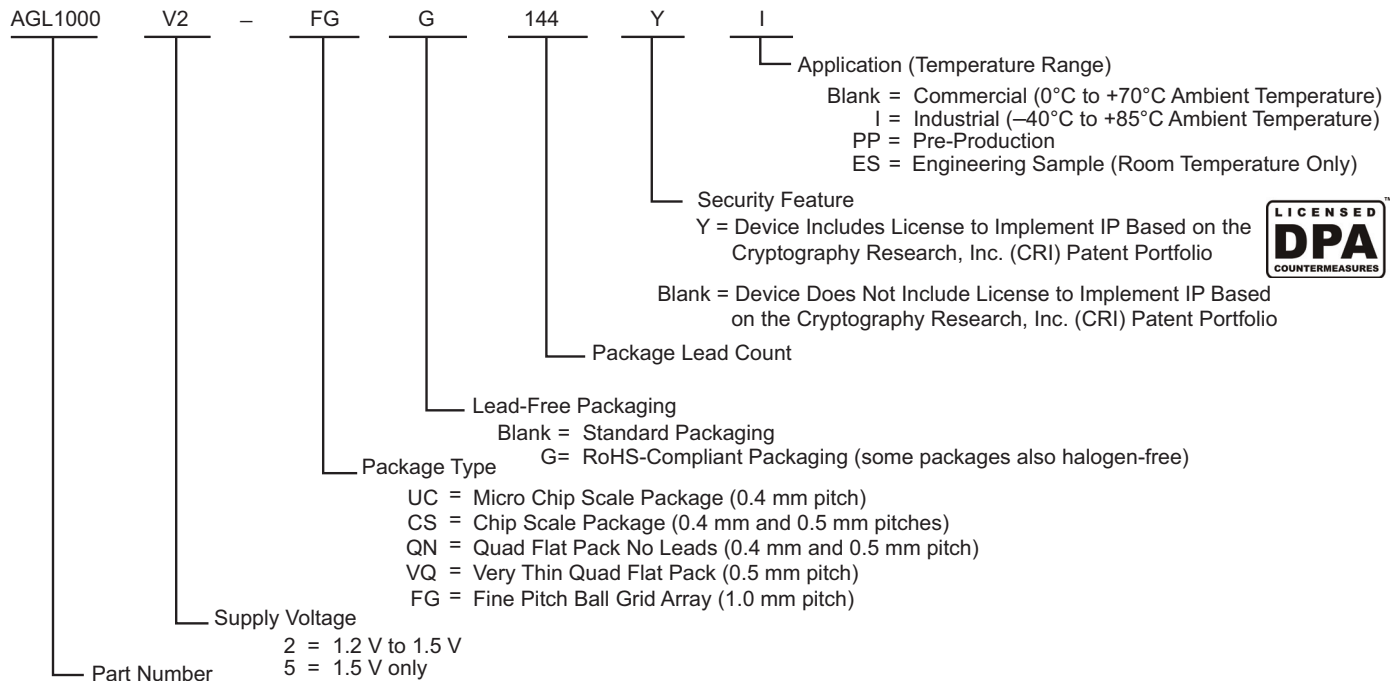 AGL1000 V2 – FG G 144 Y I
Application (Temperature Range)
Blank = Commercial (0°C to +70°C Ambient Temperature)
I = Industrial (–40°C to +85°C Ambient Temperature)
PP = Pre-Production
ES = Engineering Sample (Room Temperature Only)
Security Feature
Y = Device Includes License to Implement IP Based on the
Cryptography Research, Inc. (CRI) Patent Portfolio
LICENSED
DPA
COUNTERMEASURES
™
Blank = Device Does Not Include License to Implement IP Based
on the Cryptography Research, Inc. (CRI) Patent Portfolio
Package Lead Count
Lead-Free Packaging
Blank = Standard Packaging
G= RoHS-Compliant Packaging (some packages also halogen-free)
Package Type
UC = Micro Chip Scale Package (0.4 mm pitch)
CS = Chip Scale Package (0.4 mm and 0.5 mm pitches)
QN = Quad Flat Pack No Leads (0.4 mm and 0.5 mm pitch)
VQ = Very Thin Quad Flat Pack (0.5 mm pitch)
FG = Fine Pitch Ball Grid Array (1.0 mm pitch)
Supply Voltage
2 = 1.2 V to 1.5 V
5 = 1.5 V only
Part Number